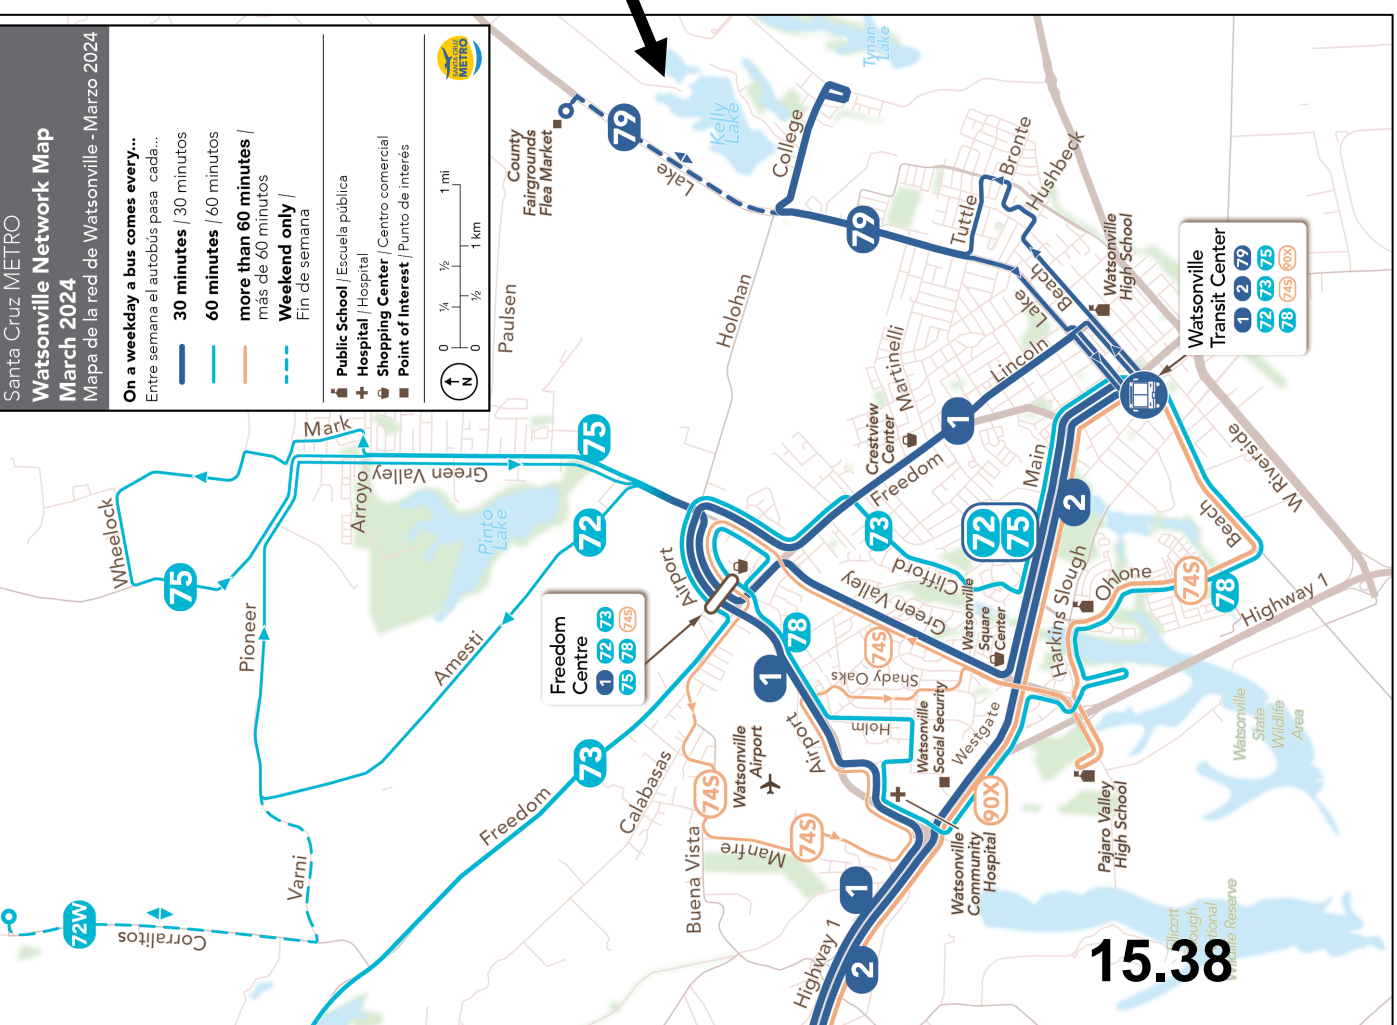 Santa Cruz METRO
Watsonville Network Map
March 2024
Mapa de la red de Watsonville - Marzo 2024
On a weekday a bus comes every...
Entre semana el autobús pasa cada...
30 minutes / 30 minutos
60 minutes / 60 minutos
more than 60 minutes /
más de 60 minutos
Weekend only /
Fin de semana
Public School / Escuela pública
Hospital / Hospital
Shopping Center / Centro comercial
Point of Interest / Punto de interés
0 ¼ ½ 1 mi
0 ½ 1 km
N
SANTA CRUZ
METRO
County
Fairgrounds
Flea Market
79
Lake
Kelly
Lake
Tynan
Lake
College
79
Tuttle
Bronte
Hushbeck
Watsonville
High School
Beach
Lake
Lincoln
Watsonville
Transit Center
1 2 79
72 73 75
78 74S 90X
Paulsen
Holohan
Martinelli
Crestview
Center
Freedom
1
Main
2
72
75
73
Clifford
Green Valley
Watsonville
Square
Center
Harkins Slough
Ohlone
74S
78
Beach
W Riverside
Highway 1
Mark
Arroyo
Green Valley
75
Wheelock
75
Pinto
Lake
72
Pioneer
Amesti
Airport
Freedom
Centre
1 72 73
75 78 74S
78
1
74S
Shady Oaks
Holm
Airport
Watsonville
Social Security
Westgate
90X
Watsonville
Airport
74S
74S
Calabasas
Buena Vista
Manfre
73
Freedom
Varni
72W
Corralitos
Watsonville
Community
Hospital
Pajaro Valley
High School
Watsonville
State
Wildlife
Area
1
2
Highway 1
15.38